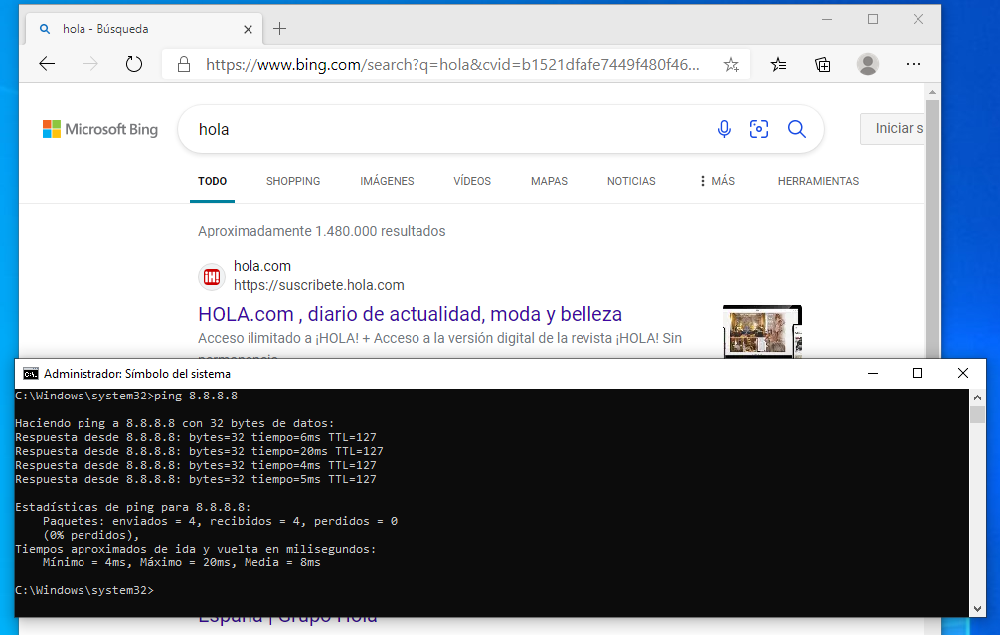 hola - Búsqueda
https://www.bing.com/search?q=hola&cvid=b1521dfafe7449f480f46...
Microsoft Bing
hola
Iniciar s
TODO SHOPPING IMÁGENES VÍDEOS MAPAS NOTICIAS MÁS HERRAMIENTAS
Aproximadamente 1.480.000 resultados
¡H!
hola.com
https://suscribete.hola.com
HOLA.com , diario de actualidad, moda y belleza
Acceso ilimitado a ¡HOLA! + Acceso a la versión digital de la revista ¡HOLA! Sin
permanencia
C:\.
Administrador: Símbolo del sistema
C:\Windows\system32>ping 8.8.8.8
Haciendo ping a 8.8.8.8 con 32 bytes de datos:
Respuesta desde 8.8.8.8: bytes=32 tiempo=6ms TTL=127
Respuesta desde 8.8.8.8: bytes=32 tiempo=20ms TTL=127
Respuesta desde 8.8.8.8: bytes=32 tiempo=4ms TTL=127
Respuesta desde 8.8.8.8: bytes=32 tiempo=5ms TTL=127
Estadísticas de ping para 8.8.8.8:
Paquetes: enviados = 4, recibidos = 4, perdidos = 0
(0% perdidos),
Tiempos aproximados de ida y vuelta en milisegundos:
Mínimo = 4ms, Máximo = 20ms, Media = 8ms
C:\Windows\system32>
España | Grupo Hola